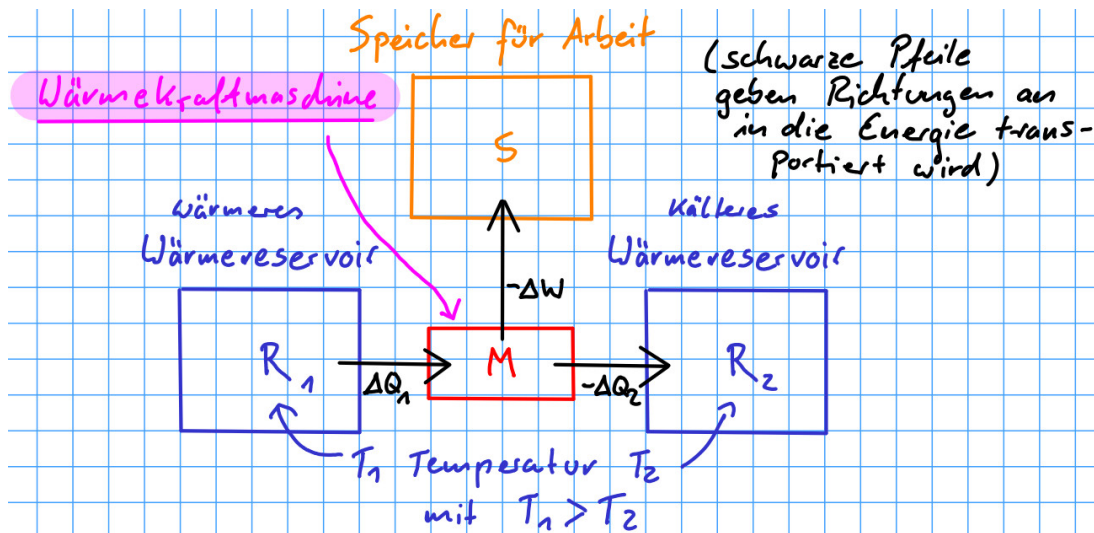 Speicher für Arbeit
(schwarze Pfeile
geben Richtungen an
in die Energie trans-
portiert wird)
Wärmekraftmaschine
S
wärmeres
Wärmereservoir
kälteres
Wärmereservoir
-ΔW
R₁
ΔQ₁
M
-ΔQ₂
R₂
T₁ Temperatur T₂
mit T₁ > T₂